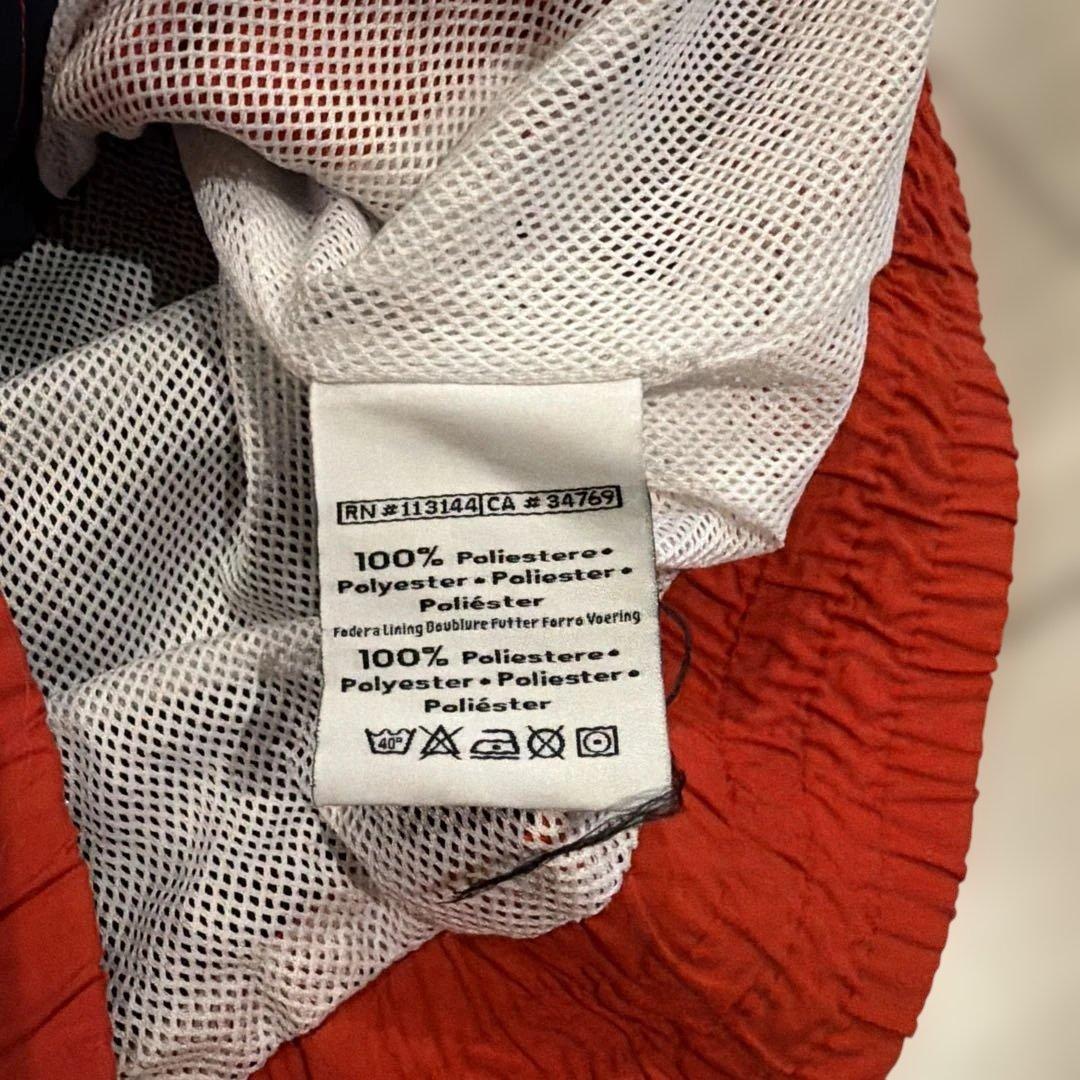 RN #113144 CA # 34769
100% Poliestere•
Polyester • Poliester •
Poliéster
Fodera Lining Doublure Futter Forro Voering
100% Poliestere•
Polyester • Poliester •
Poliéster
40°